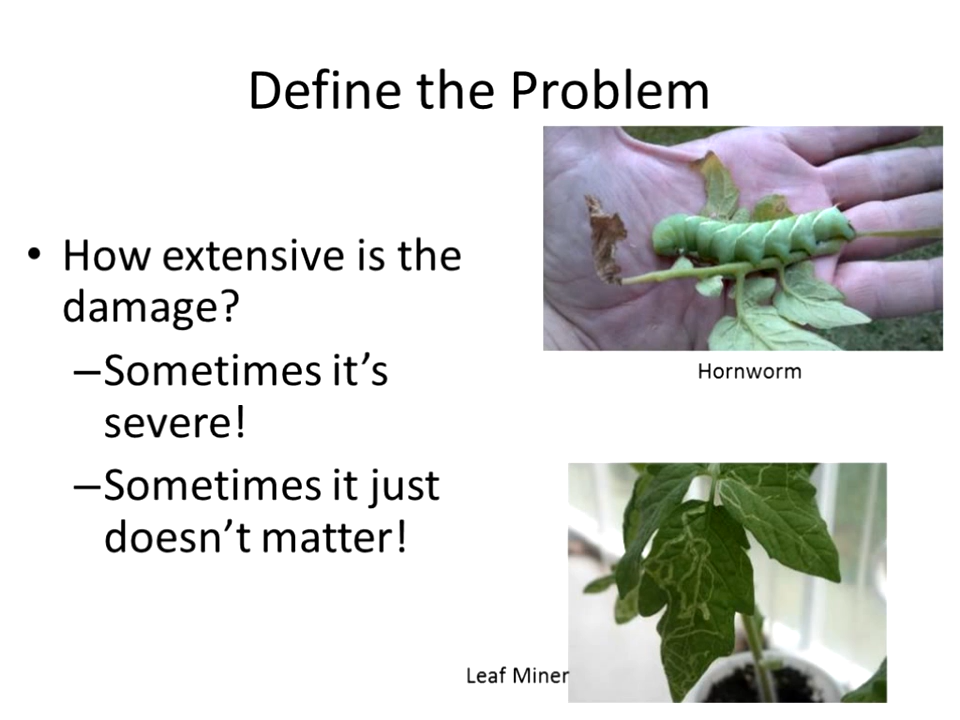 Define the Problem
• How extensive is the
damage?
–Sometimes it’s
severe!
–Sometimes it just
doesn’t matter!
Hornworm
Leaf Miner